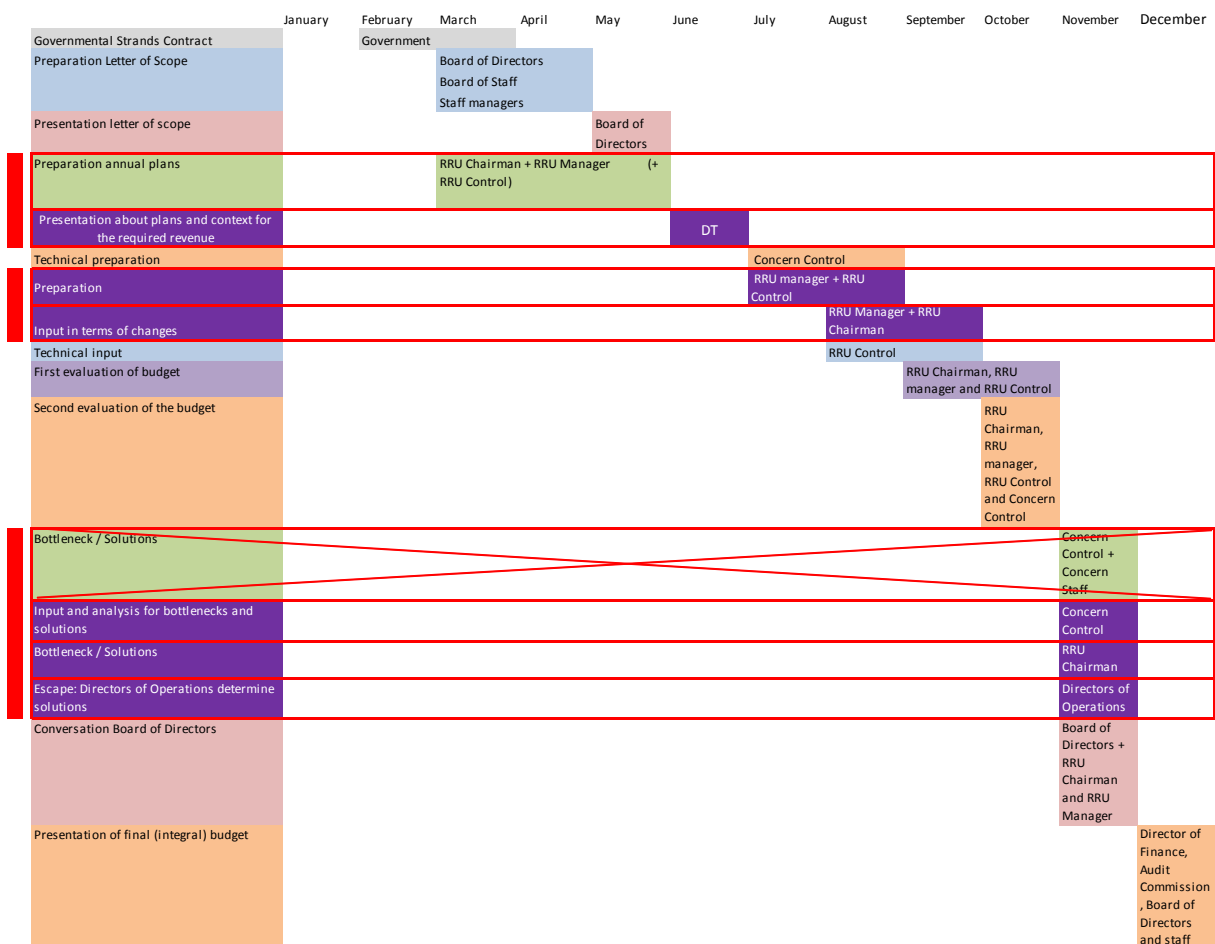 January February March April May June July August September October November December
Governmental Strands Contract Government
Preparation Letter of Scope Board of Directors
Board of Staff
Staff managers
Presentation letter of scope Board of
Directors
Preparation annual plans RRU Chairman + RRU Manager (+
RRU Control)
Presentation about plans and context for
the required revenue
DT
Technical preparation Concern Control
Preparation
RRU manager + RRU
Control
Input in terms of changes
RRU Manager + RRU
Chairman
Technical input RRU Control
First evaluation of budget RRU Chairman, RRU
manager and RRU Control
Second evaluation of the budget RRU
Chairman,
RRU
manager,
RRU Control
and Concern
Control
Bottleneck / Solutions Concern
Control +
Concern
Staff
Input and analysis for bottlenecks and
solutions
Concern
Control
Bottleneck / Solutions RRU
Chairman
Escape: Directors of Operations determine
solutions
Directors of
Operations
Conversation Board of Directors Board of
Directors +
RRU
Chairman
and RRU
Manager
Presentation of final (integral) budget Director of
Finance,
Audit
Commission
, Board of
Directors
and staff